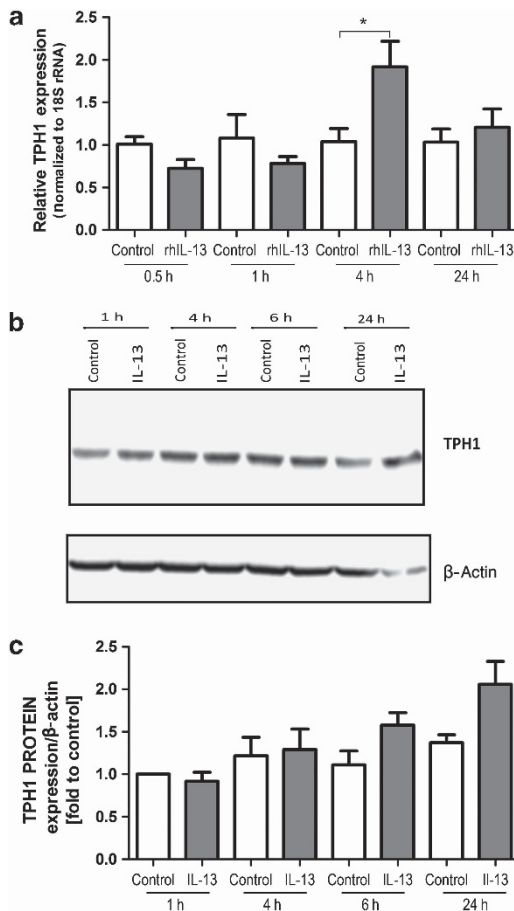 a
Relative TPH1 expression
(normalized to 18S rRNA)
2.5
2.0
1.5
1.0
0.5
0.0
*
Control rhIL-13 Control rhIL-13 Control rhIL-13 Control rhIL-13
0.5 h 1 h 4 h 24 h
b
1 h 4 h 6 h 24 h
Control IL-13 Control IL-13 Control IL-13 Control IL-13
TPH1
β-Actin
c
TPH1 PROTEIN
expression/β-actin
[fold to control]
2.5
2.0
1.5
1.0
0.5
0.0
Control IL-13 Control IL-13 Control IL-13 Control Il-13
1 h 4 h 6 h 24 h